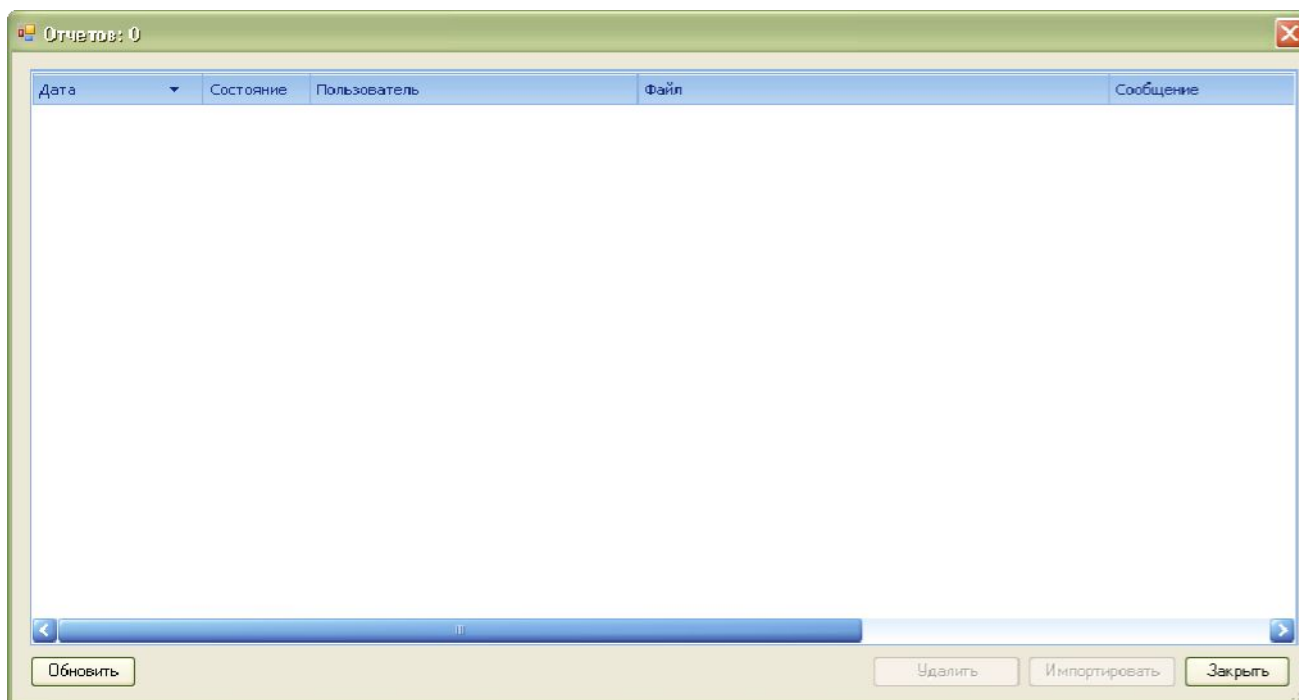 Отчетов: 0
Дата Состояние Пользователь Файл Сообщение
Обновить Удалить Импортировать Закрыть